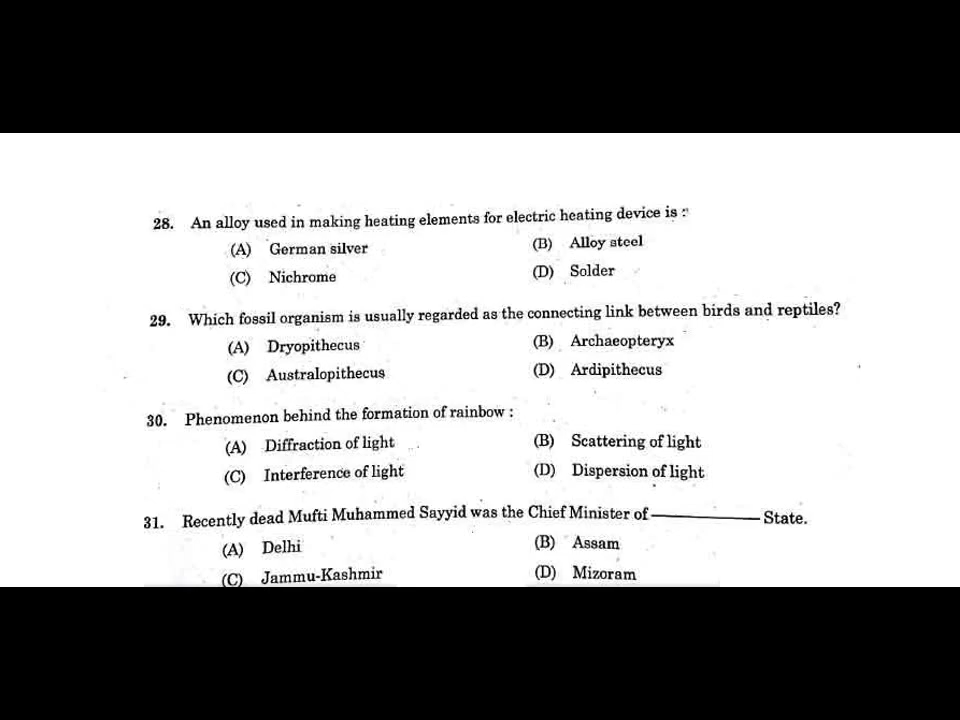 28. An alloy used in making heating elements for electric heating device is :
(A) German silver (B) Alloy steel
(C) Nichrome (D) Solder
29. Which fossil organism is usually regarded as the connecting link between birds and reptiles?
(A) Dryopithecus (B) Archaeopteryx
(C) Australopithecus (D) Ardipithecus
30. Phenomenon behind the formation of rainbow :
(A) Diffraction of light (B) Scattering of light
(C) Interference of light (D) Dispersion of light
31. Recently dead Mufti Muhammed Sayyid was the Chief Minister of ———— State.
(A) Delhi (B) Assam
(C) Jammu-Kashmir (D) Mizoram